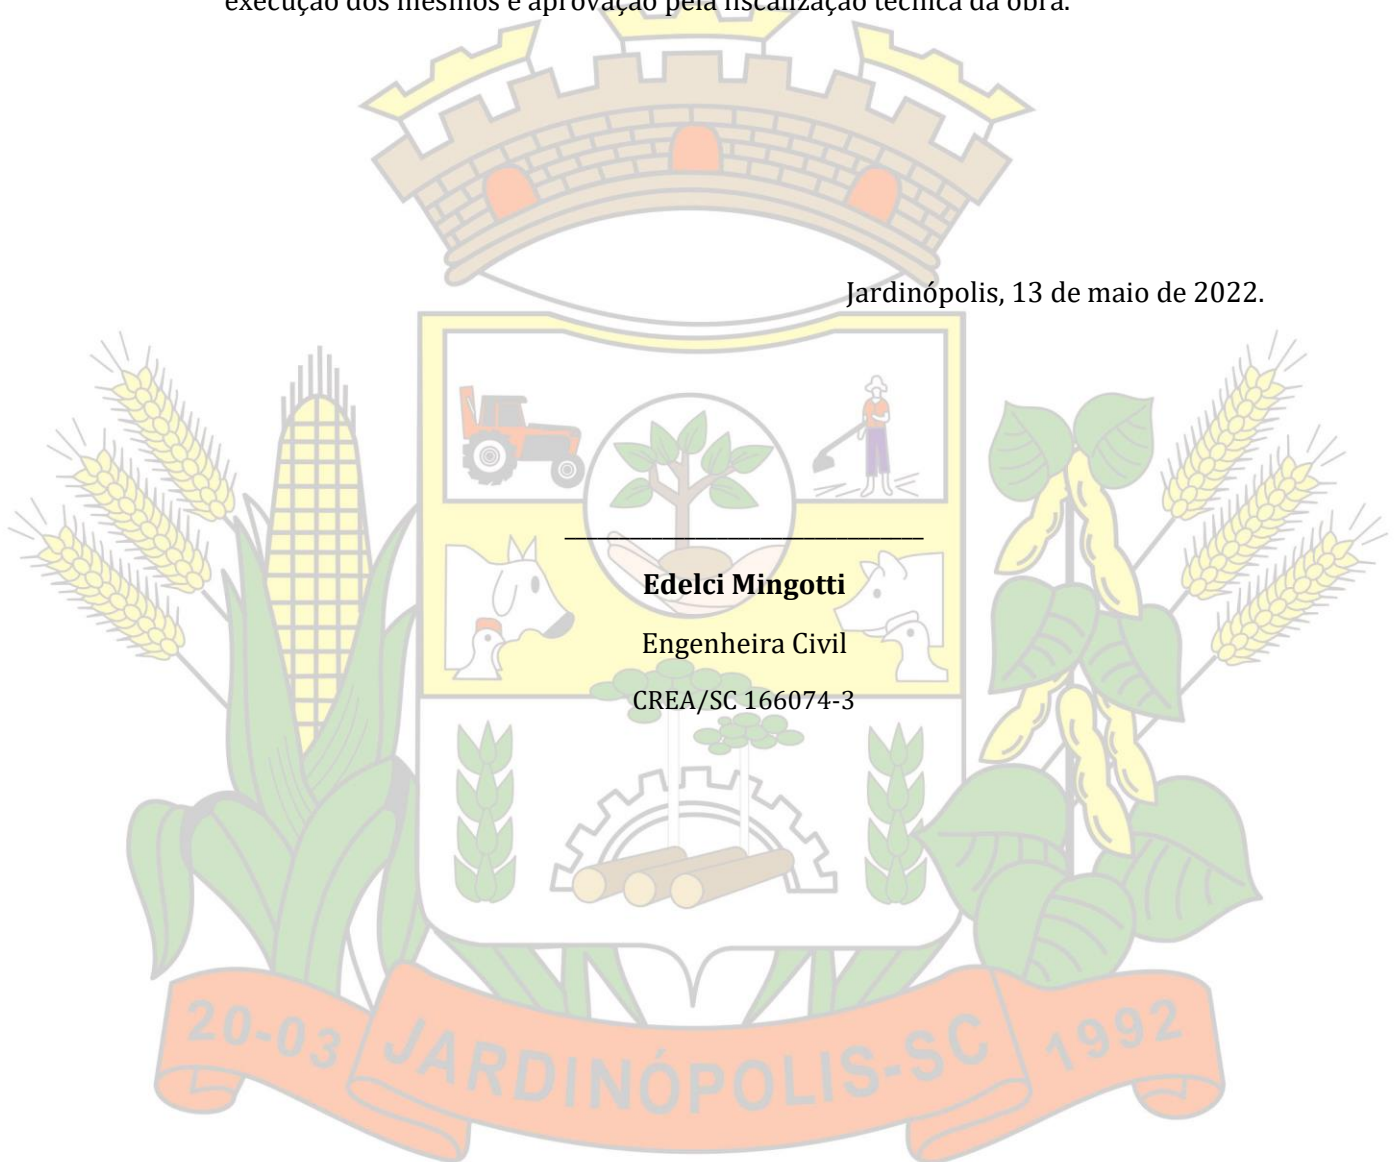 execução dos mesmos e aprovação pela fiscalização técnica da obra.
Jardinópolis, 13 de maio de 2022.
Edelci Mingotti
Engenheira Civil
CREA/SC 166074-3
20-03 JARDINÓPOLIS-SC 1992